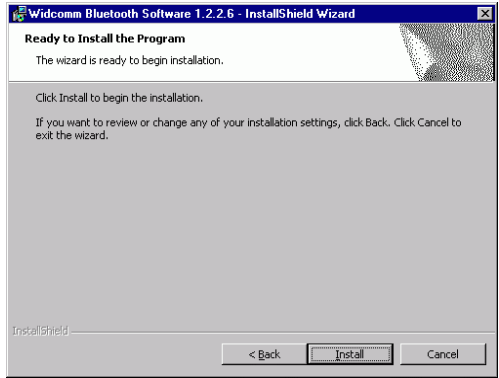 Widcomm Bluetooth Software 1.2.2.6 - InstallShield Wizard
Ready to Install the Program
The wizard is ready to begin installation.
Click Install to begin the installation.
If you want to review or change any of your installation settings, click Back. Click Cancel to
exit the wizard.
InstallShield
< Back
Install
Cancel